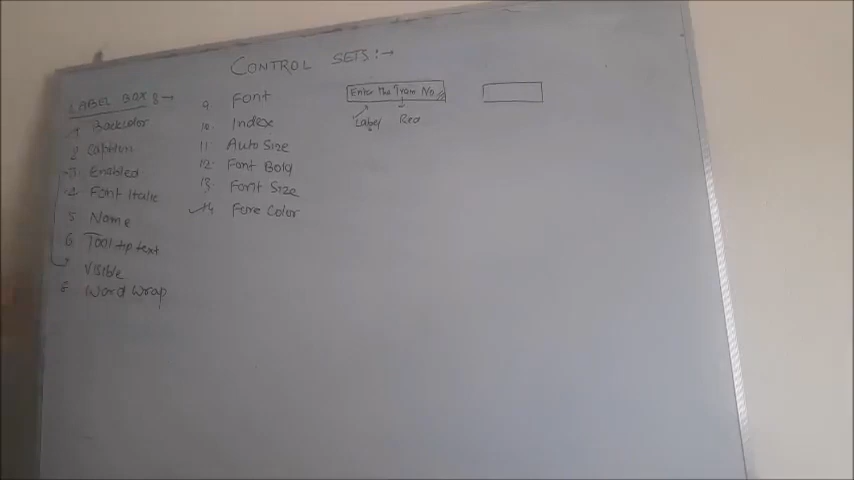 CONTROL SETS:→
LABEL BOX :→
1 Backcolor
2 Caption
3 Enabled
4 Font Italic
5 Name
6 Tool tip text
Visible
8 Word Wrap
9. Font
10. Index
11 Auto Size
12 Font Bold
13. Font Size
14. Fore Color
Enter the Tram No
Label Red